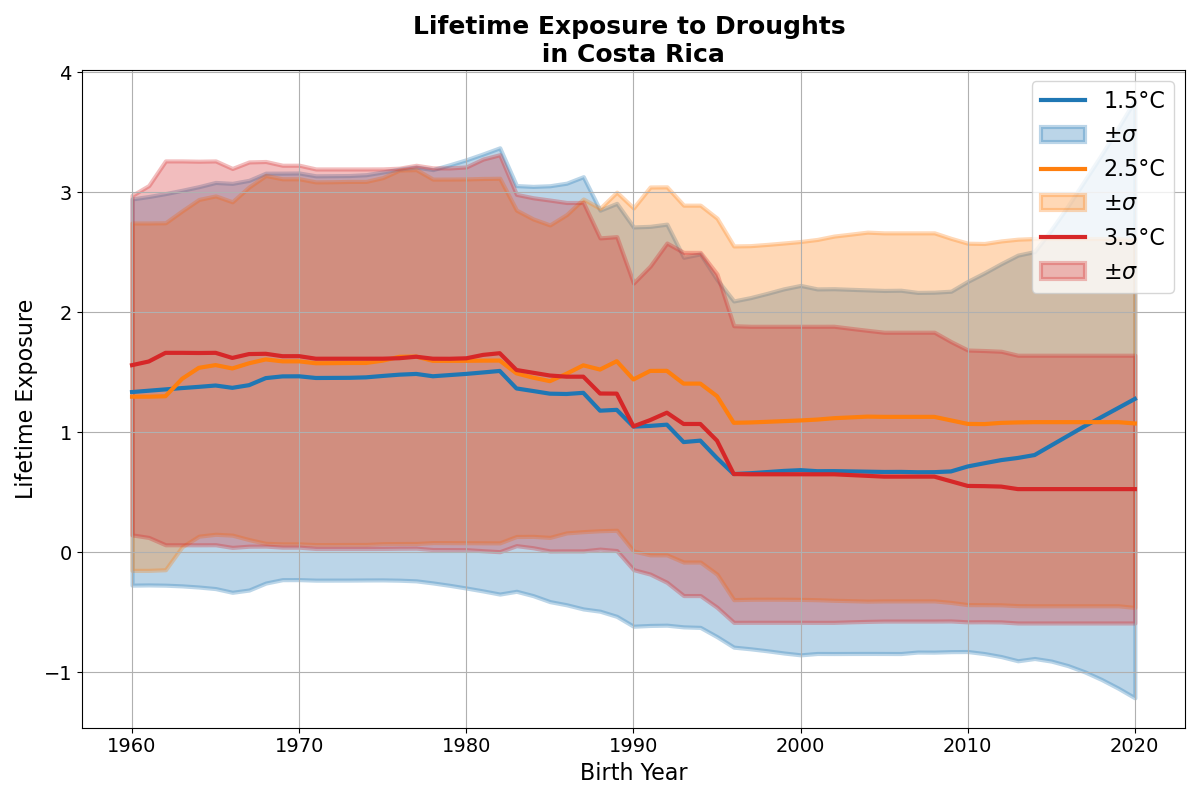 Lifetime Exposure to Droughts
in Costa Rica
4
3
2
1
0
−1
Lifetime Exposure
1960
1970
1980
1990
2000
2010
2020
Birth Year
1.5°C
±σ
2.5°C
±σ
3.5°C
±σ